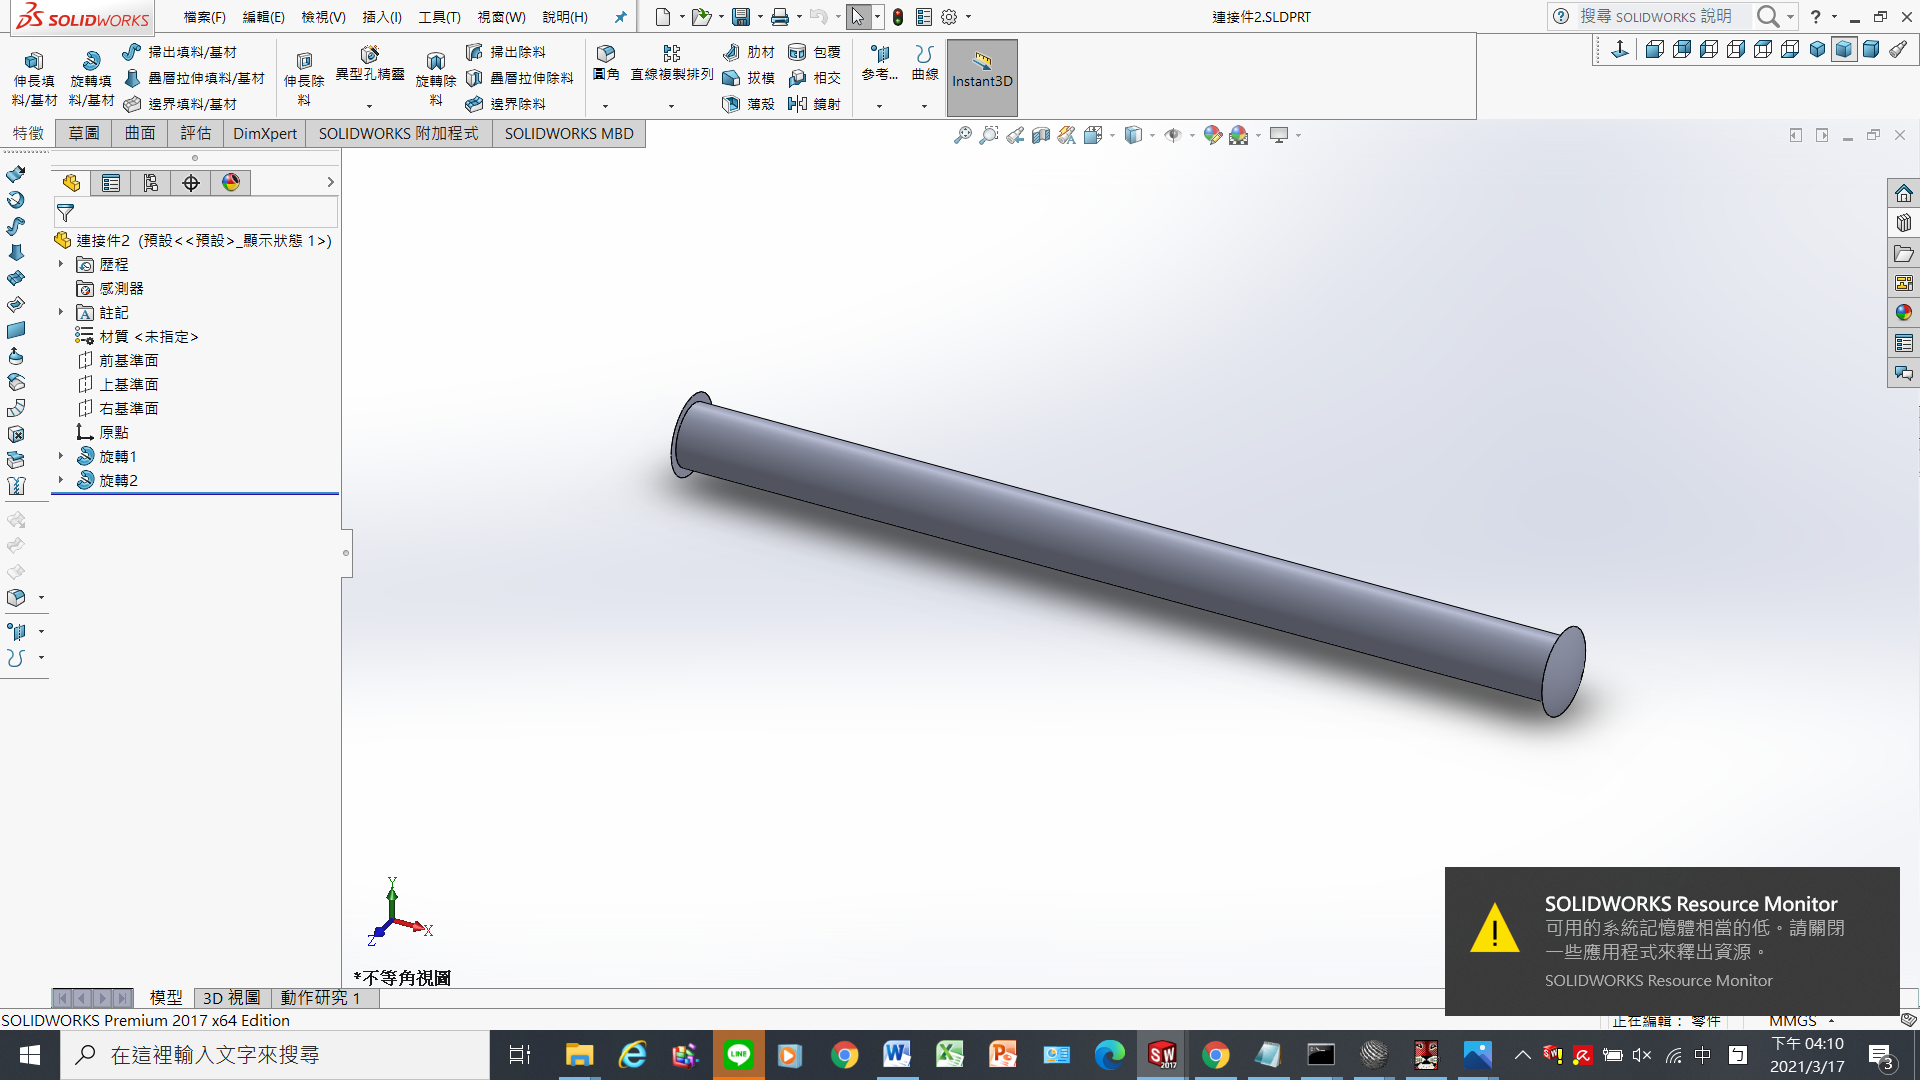 SOLIDWORKS 檔案(F) 編輯(E) 檢視(V) 插入(I) 工具(T) 視窗(W) 說明(H) 連接件2.SLDPRT 搜尋 SOLIDWORKS 說明 ?
伸長填料/基材 旋轉填料/基材 掃出填料/基材
疊層拉伸填料/基材
邊界填料/基材
伸長除料 異型孔精靈 旋轉除料 掃出除料
疊層拉伸除料
邊界除料
圓角 直線複製排列 肋材 包覆
拔模 相交
薄殼 鏡射
參考... 曲線 Instant3D
特徵 草圖 曲面 評估 DimXpert SOLIDWORKS 附加程式 SOLIDWORKS MBD
連接件2 (預設<<預設>_顯示狀態 1>)
歷程
感測器
註記
材質 <未指定>
前基準面
上基準面
右基準面
原點
旋轉1
旋轉2
Y
X
Z
*不等角視圖
SOLIDWORKS Resource Monitor
可用的系統記憶體相當的低。請關閉
一些應用程式來釋出資源。
SOLIDWORKS Resource Monitor
模型 3D 視圖 動作研究 1
SOLIDWORKS Premium 2017 x64 Edition 正在編輯： 零件 MMGS
在這裡輸入文字來搜尋 LINE SW 2017 中 下午 04:10
2021/3/17 3